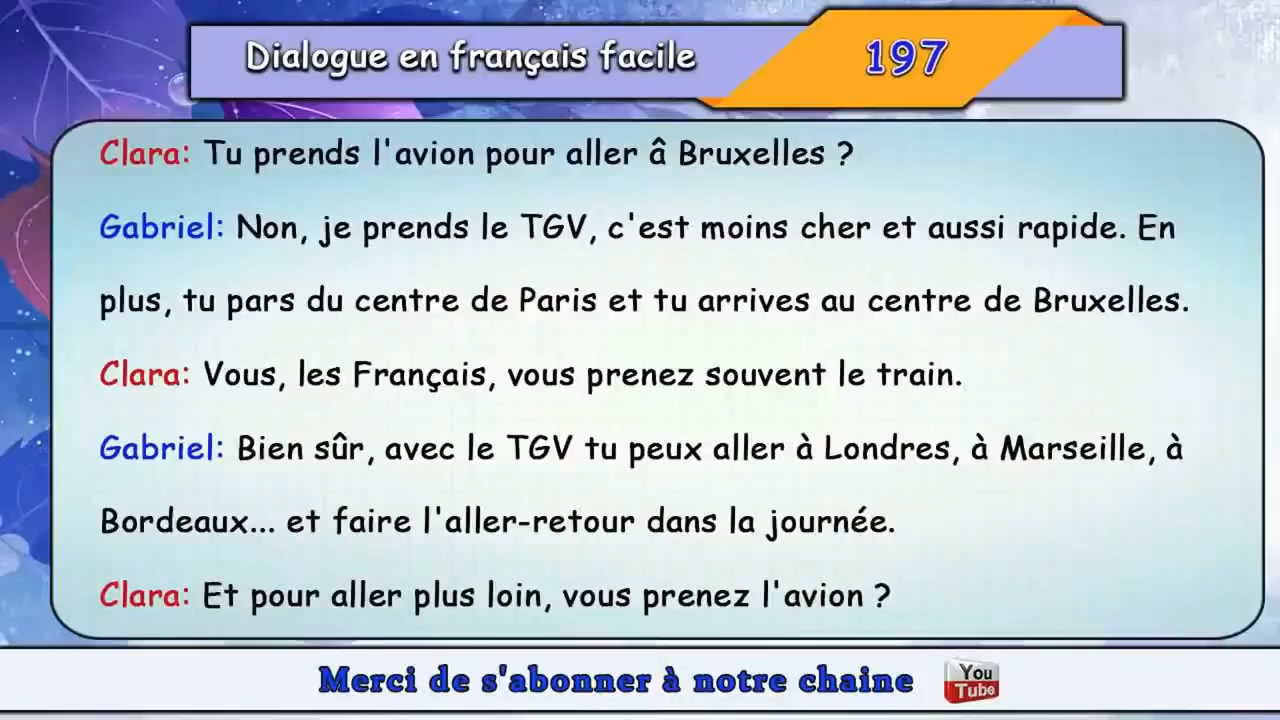 Dialogue en français facile
197
Clara: Tu prends l'avion pour aller â Bruxelles ?
Gabriel: Non, je prends le TGV, c'est moins cher et aussi rapide. En
plus, tu pars du centre de Paris et tu arrives au centre de Bruxelles.
Clara: Vous, les Français, vous prenez souvent le train.
Gabriel: Bien sûr, avec le TGV tu peux aller à Londres, à Marseille, à
Bordeaux... et faire l'aller-retour dans la journée.
Clara: Et pour aller plus loin, vous prenez l'avion ?
Merci de s'abonner à notre chaine
You
Tube